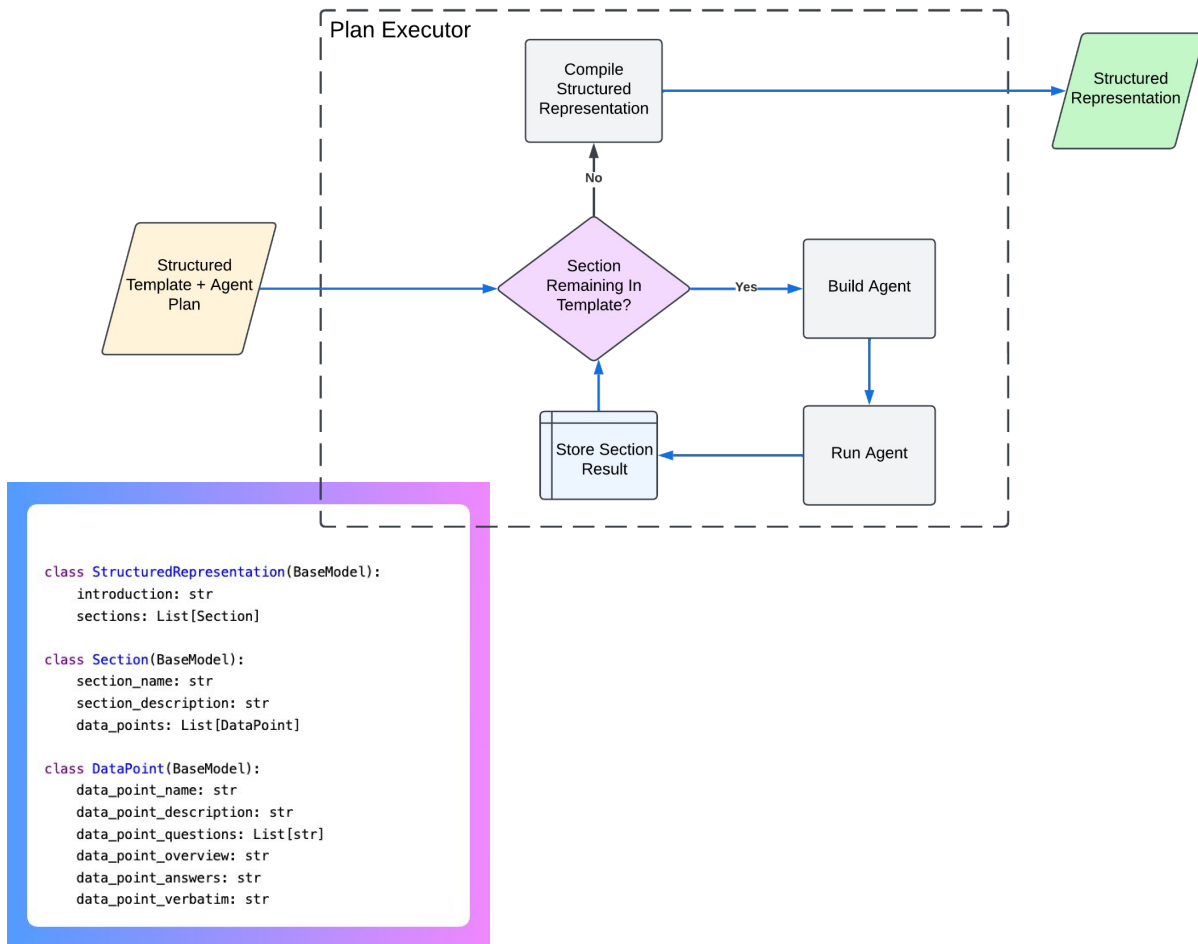 Plan Executor
Compile
Structured
Representation
Structured
Representation
No
Structured
Template + Agent
Plan
Section
Remaining In
Template?
Yes
Build Agent
Store Section
Result
Run Agent
class StructuredRepresentation(BaseModel):
    introduction: str
    sections: List[Section]
class Section(BaseModel):
    section_name: str
    section_description: str
    data_points: List[DataPoint]
class DataPoint(BaseModel):
    data_point_name: str
    data_point_description: str
    data_point_questions: List[str]
    data_point_overview: str
    data_point_answers: str
    data_point_verbatim: str